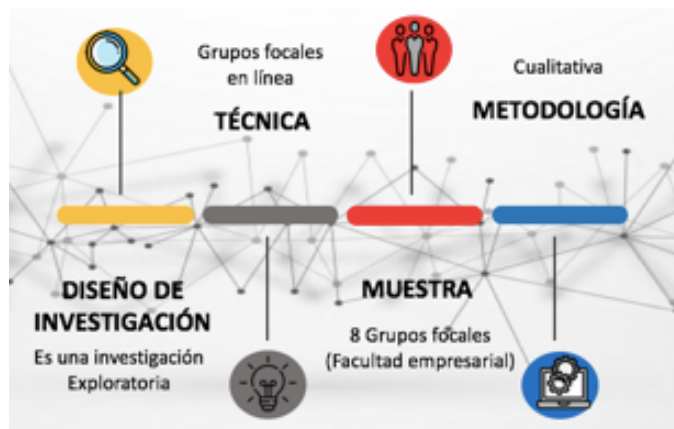 Grupos focales
en línea
TÉCNICA
Cualitativa
METODOLOGÍA
DISEÑO DE
INVESTIGACIÓN
Es una investigación
Exploratoria
MUESTRA
8 Grupos focales
(Facultad empresarial)